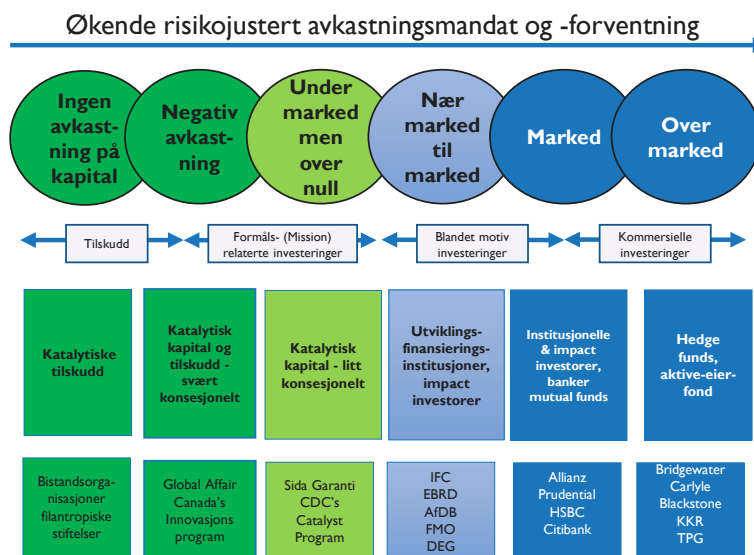 Økende risikojustert avkastningsmandat og -forventning
Ingen
avkast-
ning på
kapital
Negativ
avkast-
ning
Under
marked
men
over
null
Nær
marked
til
marked
Marked
Over
marked
Tilskudd
Formåls- (Mission)
relaterte investeringer
Blandet motiv
investeringer
Kommersielle
investeringer
Katalytiske
tilskudd
Katalytisk
kapital og
tilskudd -
svært
konsesjonelt
Katalytisk
kapital - litt
konsesjonelt
Utviklings-
finansierings-
institusjoner,
impact
investorer
Institusjonelle
& impact
investorer,
banker
mutual funds
Hedge
funds,
aktive-eier-
fond
Bistandsorga-
nisasjoner
filantropiske
stiftelser
Global Affair
Canada's
Innovasjons
program
Sida Garanti
CDC's
Catalyst
Program
IFC
EBRD
AfDB
FMO
DEG
Allianz
Prudential
HSBC
Citibank
Bridgewater
Carlyle
Blackstone
KKR
TPG